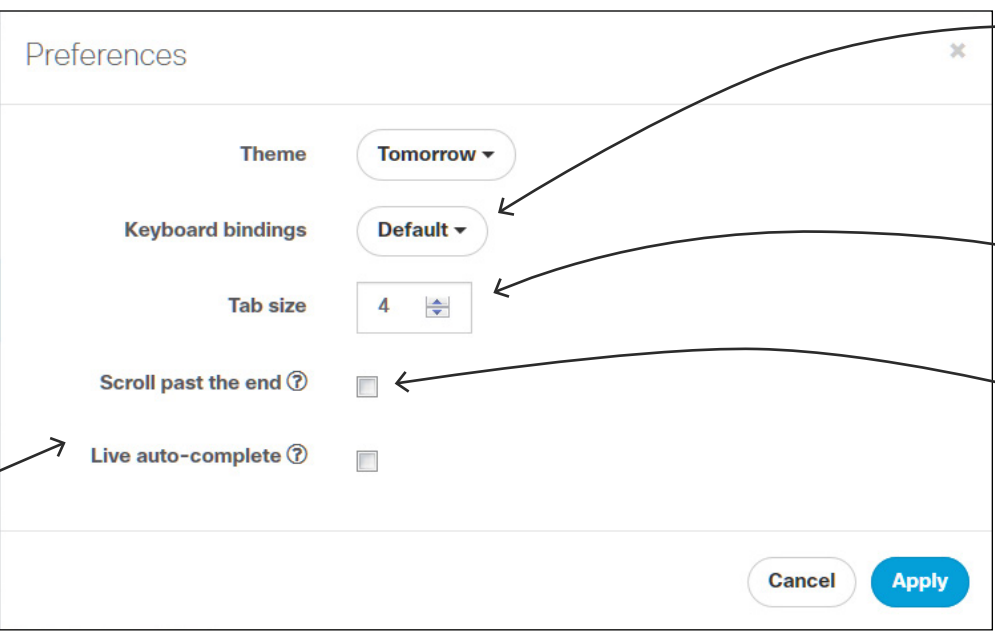 Preferences
Theme Tomorrow
Keyboard bindings Default
Tab size 4
Scroll past the end ?
Live auto-complete ?
Cancel Apply